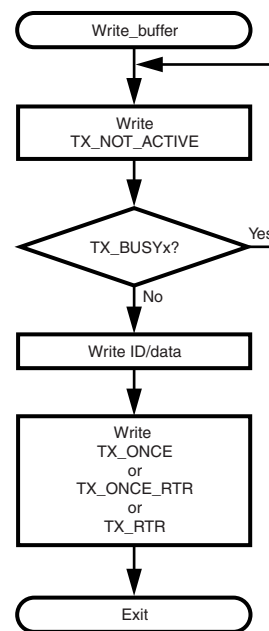 Write_buffer
Write
TX_NOT_ACTIVE
TX_BUSYx?
Yes
No
Write ID/data
Write
TX_ONCE
or
TX_ONCE_RTR
or
TX_RTR
Exit